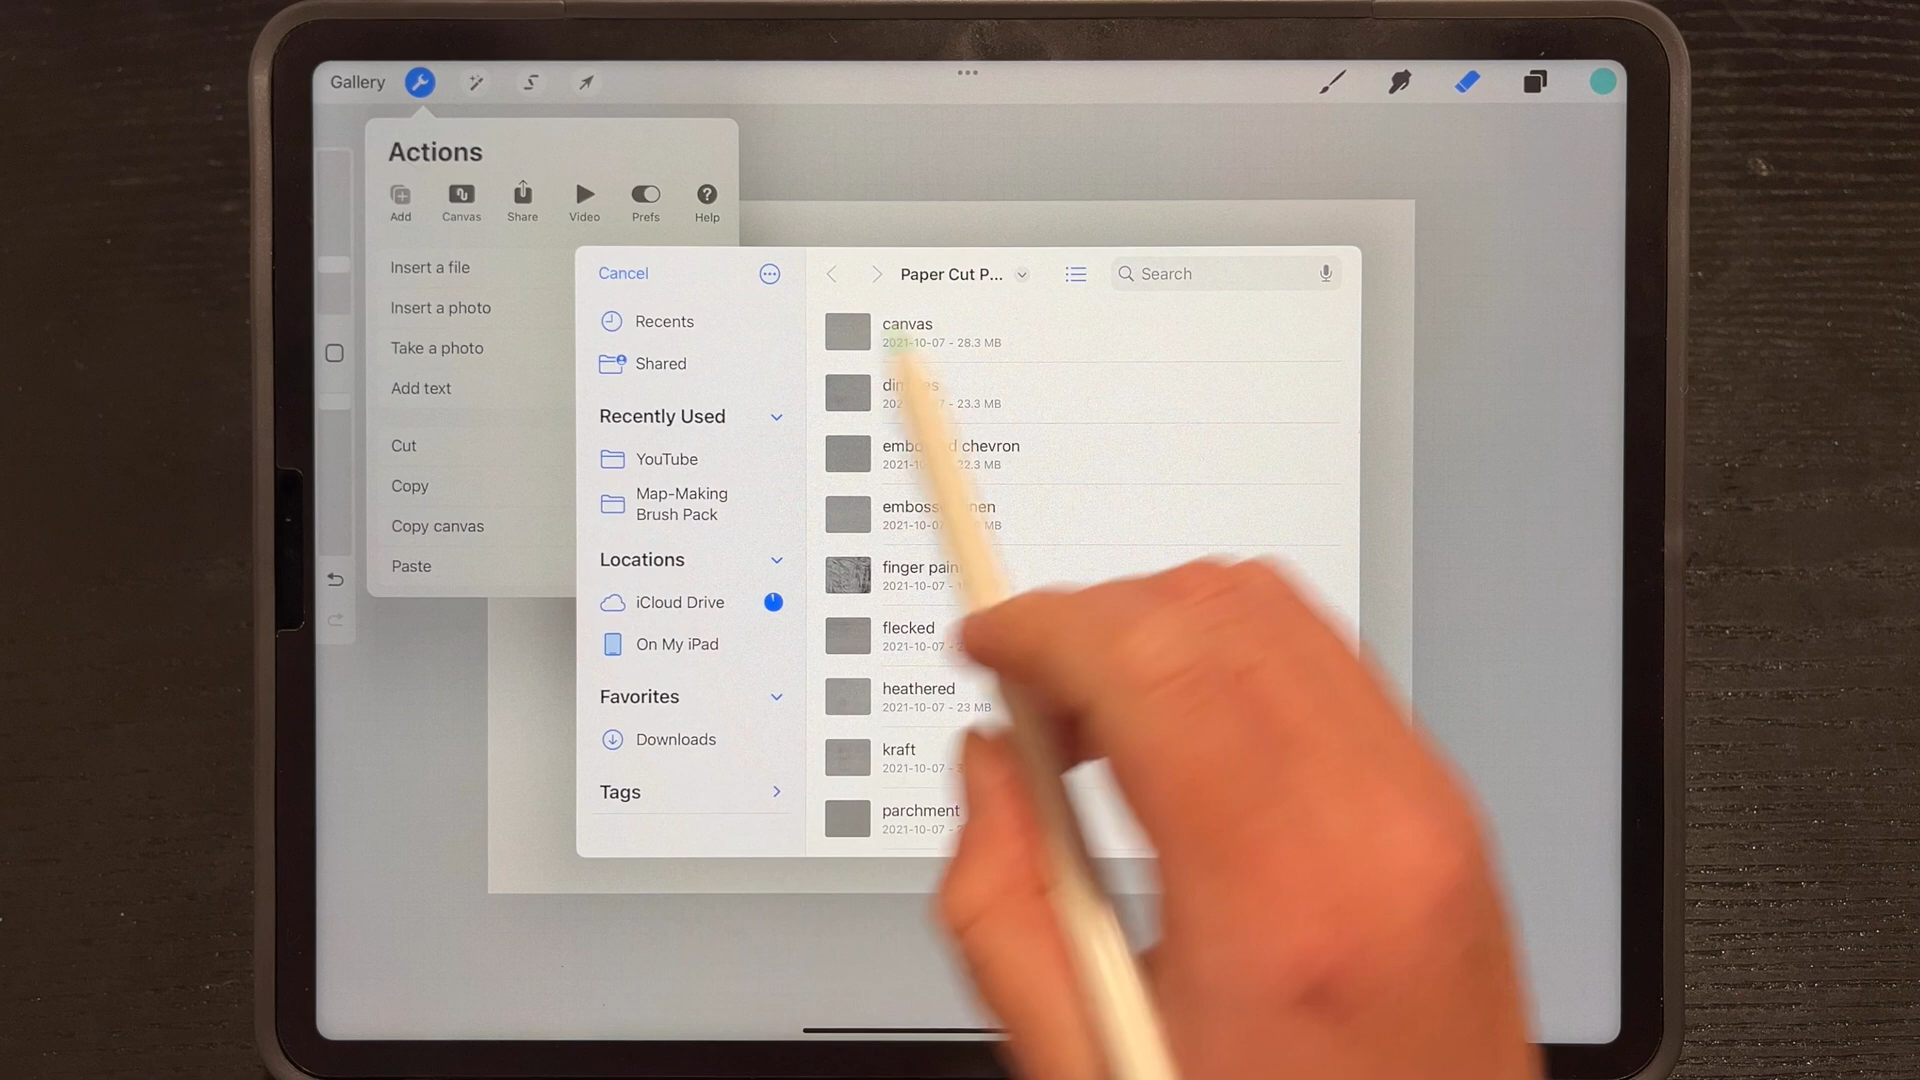 Gallery
Actions
Add Canvas Share Video Prefs Help
Insert a file
Insert a photo
Take a photo
Add text
Cut
Copy
Copy canvas
Paste
Cancel
Recents
Shared
Recently Used
YouTube
Map-Making
Brush Pack
Locations
iCloud Drive
On My iPad
Favorites
Downloads
Tags
Paper Cut P...
Search
canvas
2021-10-07 - 28.3 MB
- 23.3 MB
chevron
22.3 MB
MB
finger pain
2021-10-07
flecked
2021-10-07 -
heathered
2021-10-07 - 23 MB
kraft
2021-10-07 -
parchment
2021-10-07 -